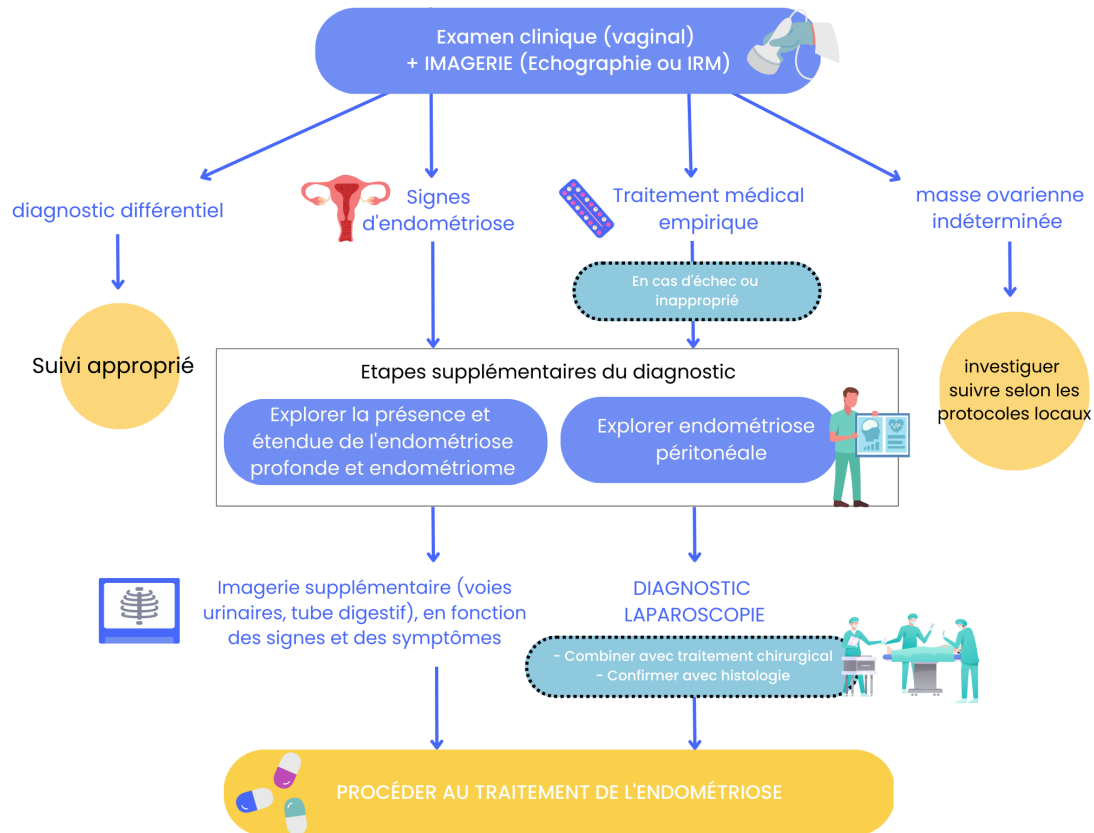 Examen clinique (vaginal)
+ IMAGERIE (Echographie ou IRM)
diagnostic différentiel
Signes
d'endométriose
Traitement médical
empirique
masse ovarienne
indéterminée
En cas d'échec ou
inapproprié
Suivi approprié
investiguer
suivre selon les
protocoles locaux
Etapes supplémentaires du diagnostic
Explorer la présence et
étendue de l'endométriose
profonde et endométriome
Explorer endométriose
péritonéale
Imagerie supplémentaire (voies
urinaires, tube digestif), en fonction
des signes et des symptômes
DIAGNOSTIC
LAPAROSCOPIE
- Combiner avec traitement chirurgical
- Confirmer avec histologie
PROCÉDER AU TRAITEMENT DE L'ENDOMÉTRIOSE